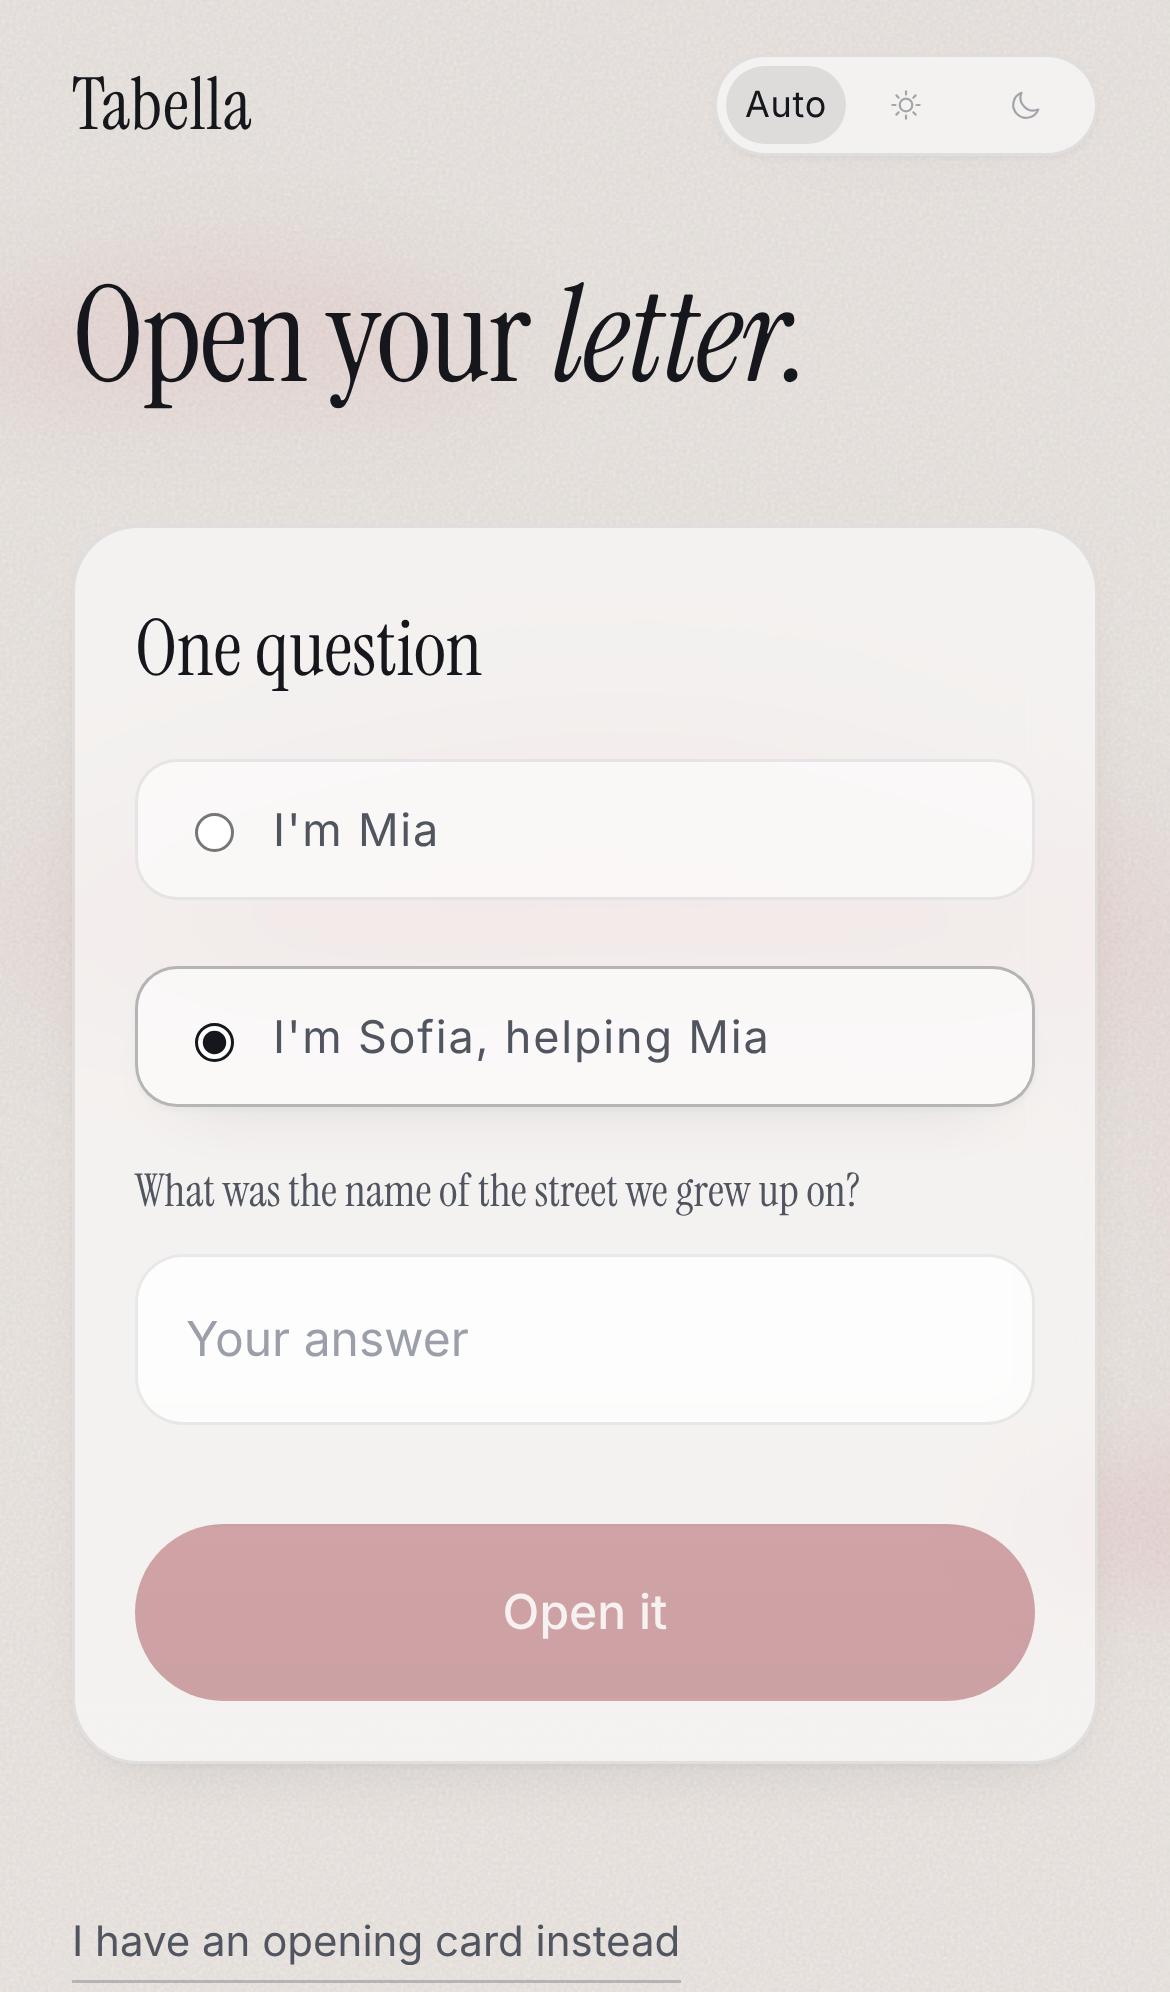 Tabella
Auto
Open your letter.
One question
I'm Mia
I'm Sofia, helping Mia
What was the name of the street we grew up on?
Your answer
Open it
I have an opening card instead